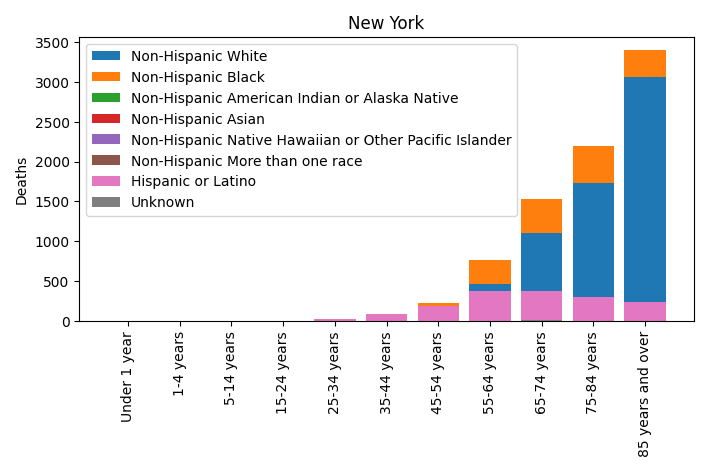 New York
3500
3000
2500
2000
1500
1000
500
0
Deaths
Non-Hispanic White
Non-Hispanic Black
Non-Hispanic American Indian or Alaska Native
Non-Hispanic Asian
Non-Hispanic Native Hawaiian or Other Pacific Islander
Non-Hispanic More than one race
Hispanic or Latino
Unknown
Under 1 year
1-4 years
5-14 years
15-24 years
25-34 years
35-44 years
45-54 years
55-64 years
65-74 years
75-84 years
85 years and over